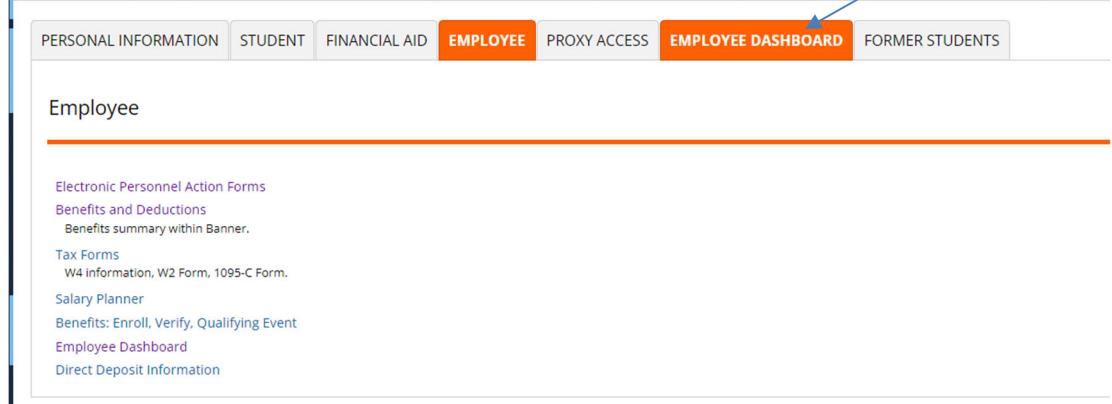 PERSONAL INFORMATION STUDENT FINANCIAL AID EMPLOYEE PROXY ACCESS EMPLOYEE DASHBOARD FORMER STUDENTS
Employee
Electronic Personnel Action Forms
Benefits and Deductions
Benefits summary within Banner.
Tax Forms
W4 information, W2 Form, 1095-C Form.
Salary Planner
Benefits: Enroll, Verify, Qualifying Event
Employee Dashboard
Direct Deposit Information